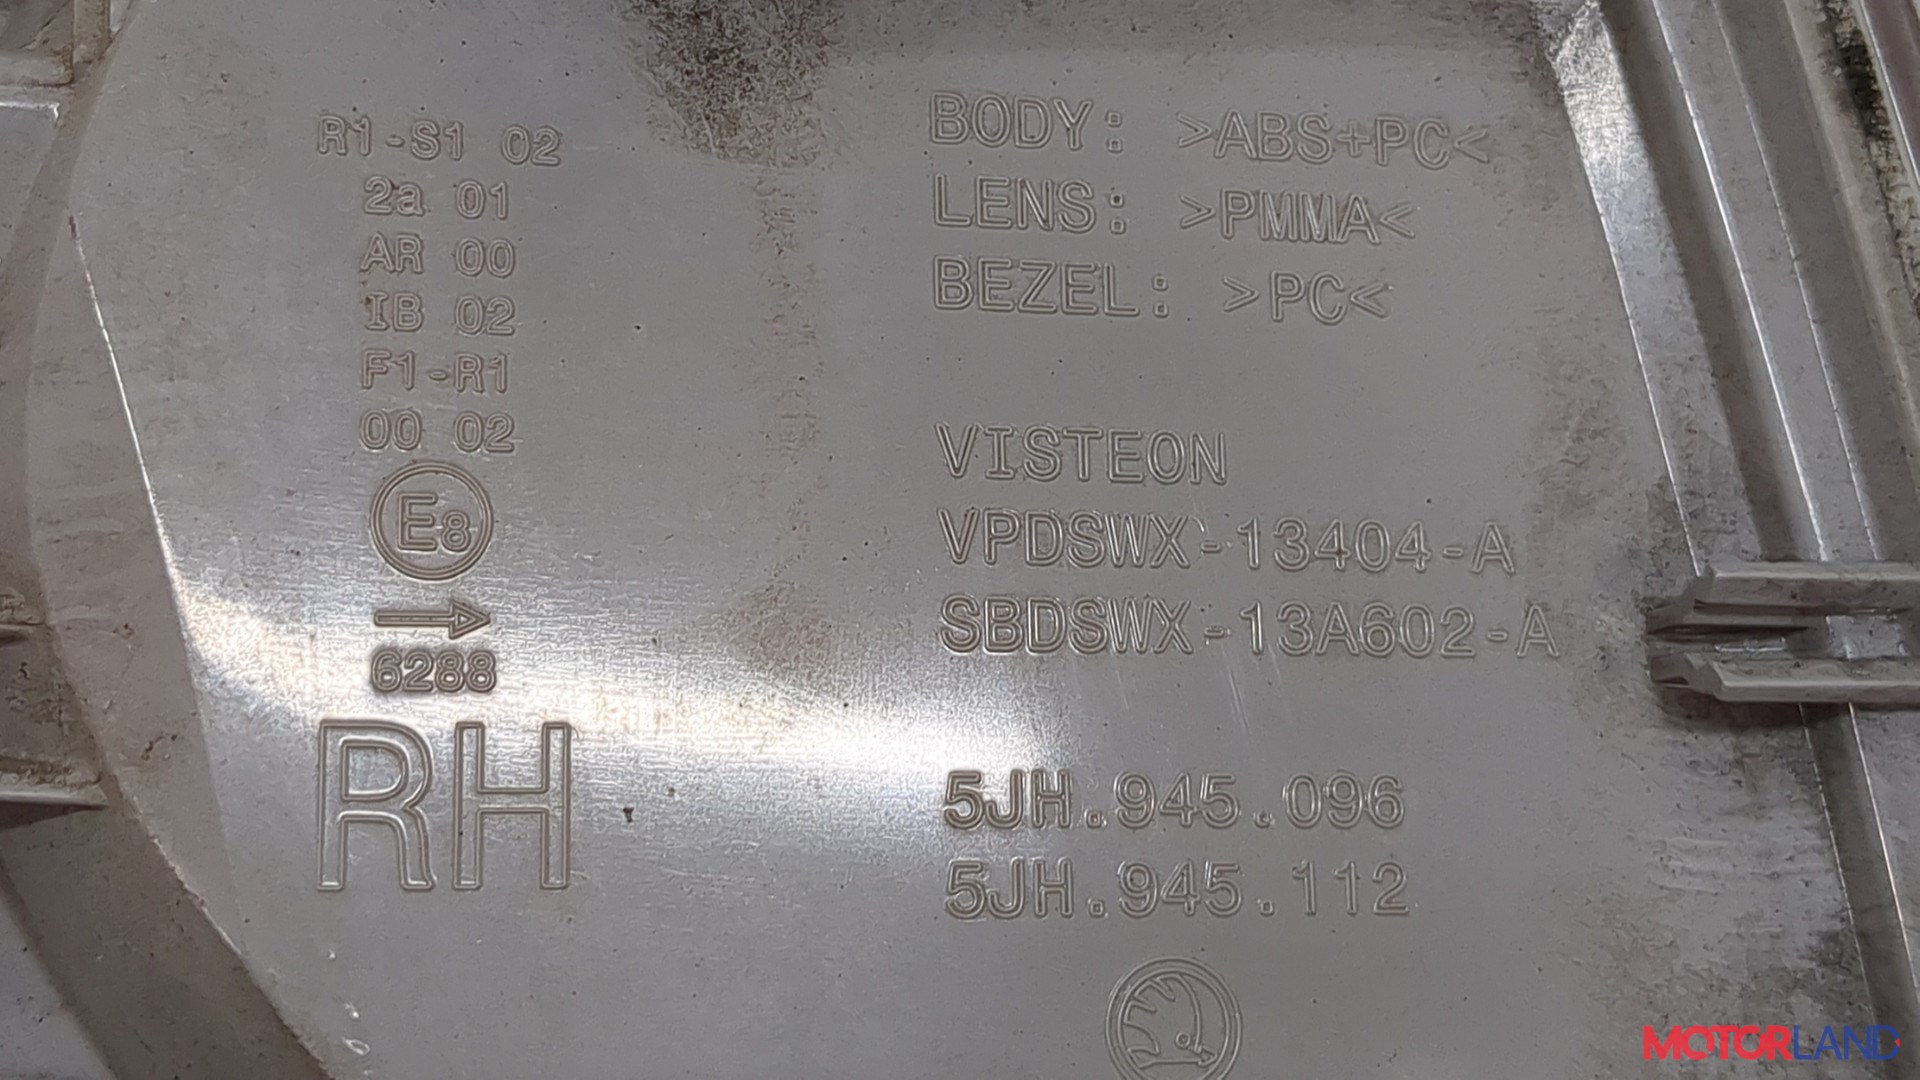 R1-S1 02
2a 01
AR 00
IB 02
F1-R1
00 02
E8
6288
RH
BODY: >ABS+PC<
LENS: >PMMA<
BEZEL: >PC<
VISTEON
VPDSWX-13404-A
SBDSWX-13A602-A
5JH.945.096
5JH.945.112
MOTORLAND